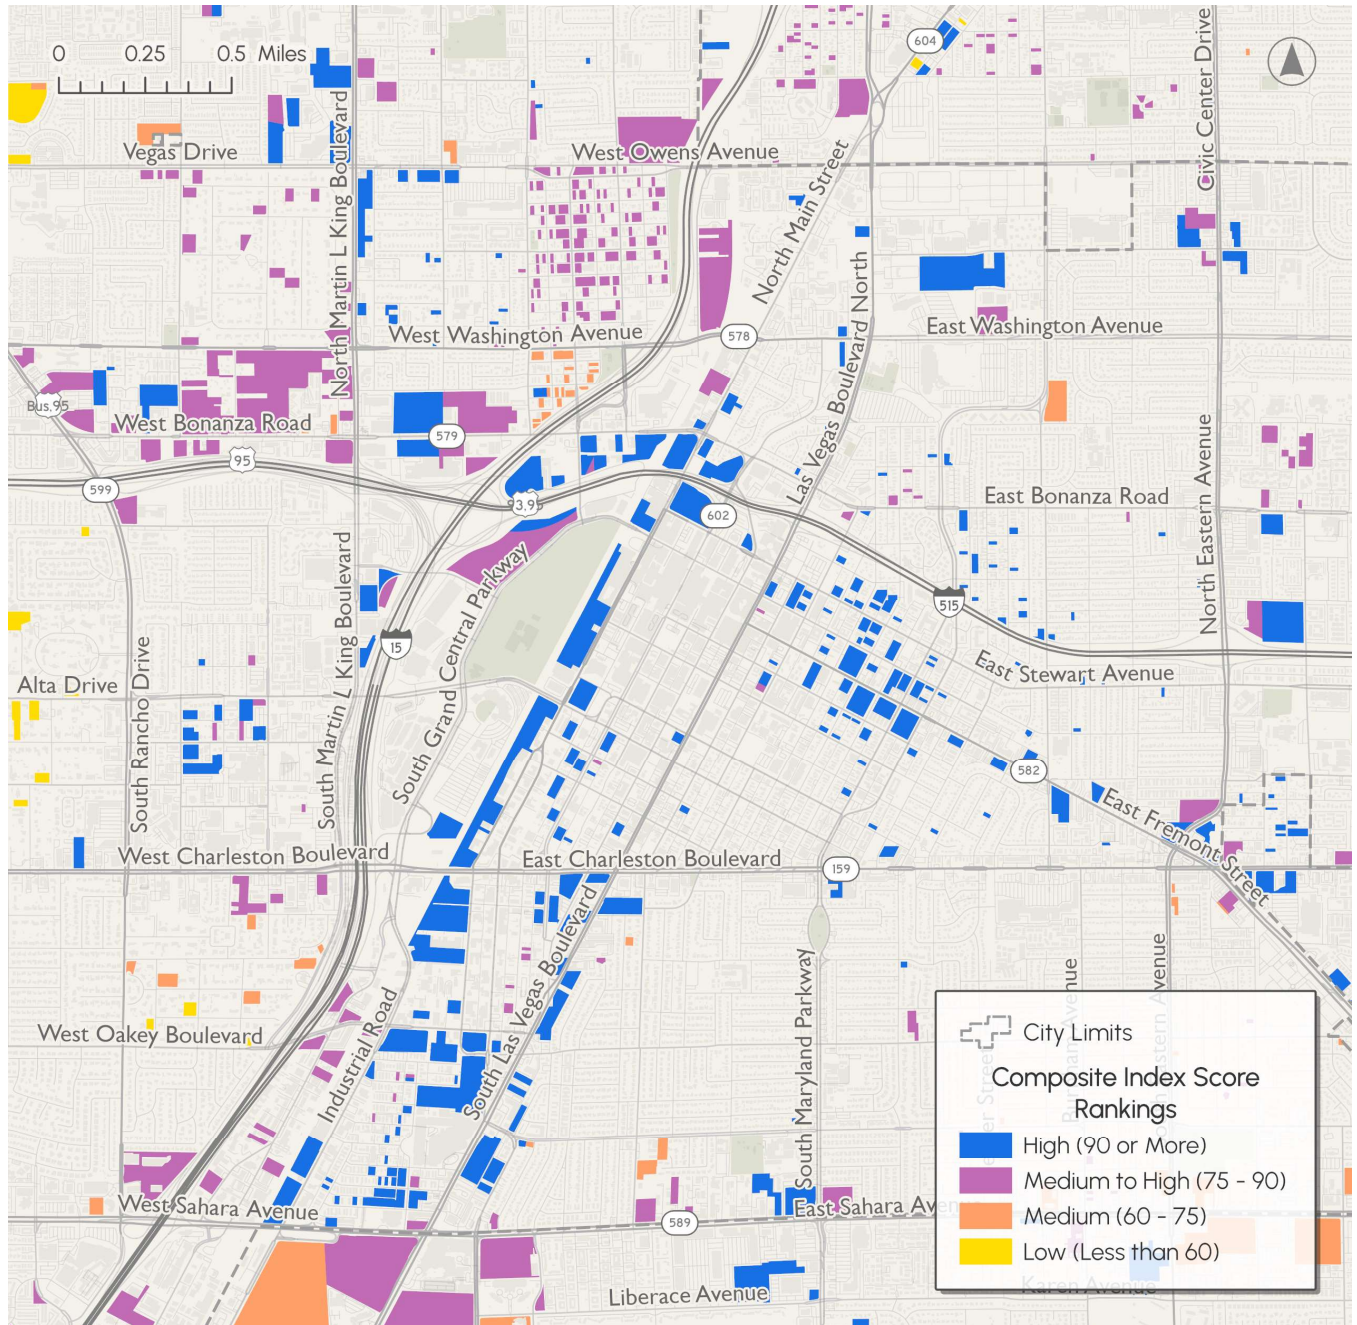 0 0.25 0.5 Miles
604
Civic Center Drive
Vegas Drive
West Owens Avenue
North Martin L King Boulevard
North Main Street
Las Vegas Boulevard North
West Washington Avenue
578
East Washington Avenue
Bus.95
West Bonanza Road
579
95
599
602
East Bonanza Road
North Eastern Avenue
515
15
South Grand Central Parkway
South Martin L King Boulevard
East Stewart Avenue
Alta Drive
South Rancho Drive
582
East Fremont Street
West Charleston Boulevard
East Charleston Boulevard
159
South Las Vegas Boulevard
South Maryland Parkway
West Oakey Boulevard
Industrial Road
City Limits
Composite Index Score
Rankings
High (90 or More)
Medium to High (75 - 90)
Medium (60 - 75)
Low (Less than 60)
West Sahara Avenue
589
East Sahara
Liberace Avenue
Karen Avenue